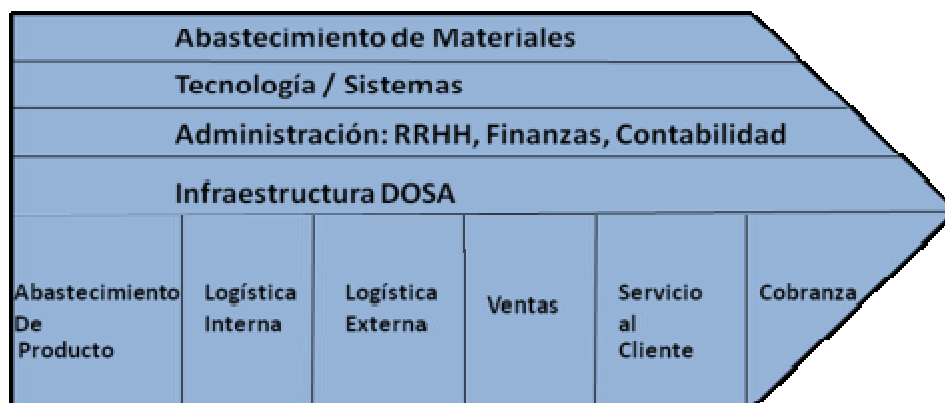 Abastecimiento de Materiales
Tecnología / Sistemas
Administración: RRHH, Finanzas, Contabilidad
Infraestructura DOSA
Abastecimiento
De
Producto
Logística
Interna
Logística
Externa
Ventas
Servicio
al
Cliente
Cobranza